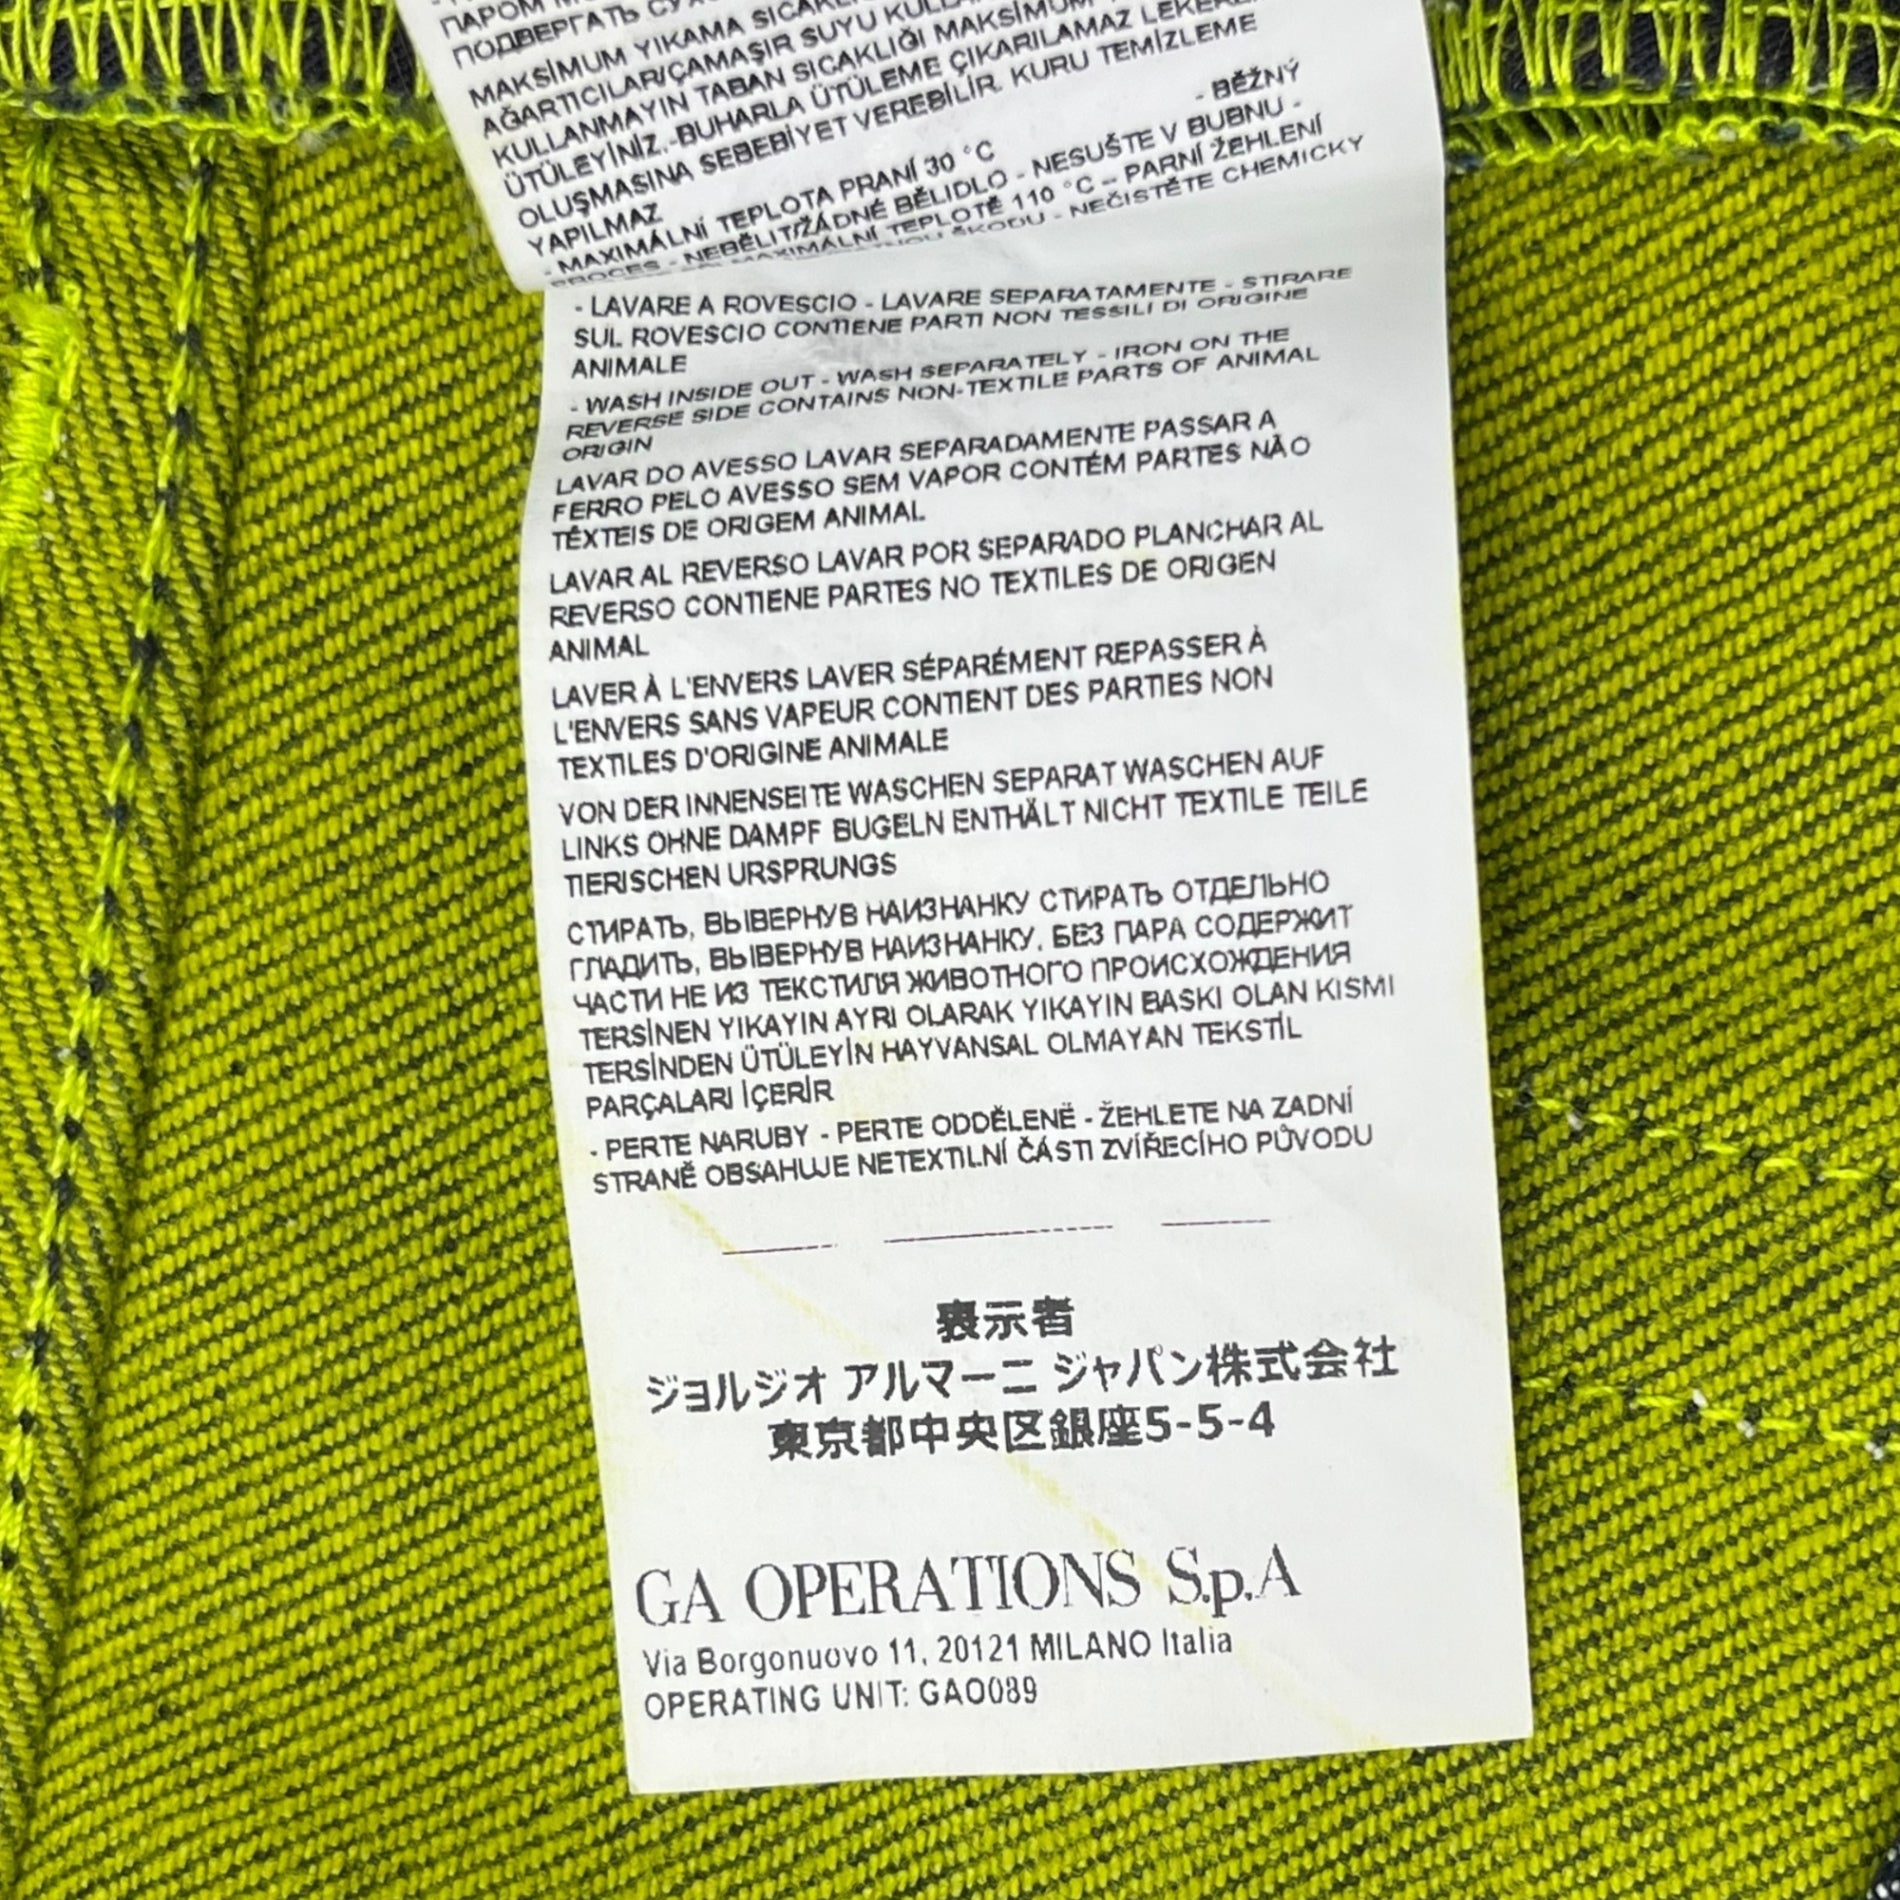 ПАРОМ
ПОДВЕРГАТЬ
MAKSİMUM YIKAMA
AĞARTICILAR/ÇAMAŞIR SUYU
KULLANMAYIN TABAN SICAKLIĞI MAKSİMUM
ÜTÜLEYİNİZ.-BUHARLA ÜTÜLEME ÇIKARILAMAZ
OLUŞMASINA SEBEBİYET VEREBİLİR. KURU TEMİZLEME
YAPILMAZ
- MAXIMÁLNÍ TEPLOTA PRANÍ 30 °C - BĚŽNÝ
PROCES - NEBĚLIT/ŽÁDNÉ BĚLIDLO - NESUŠTE V BUBNU -
MAXIMÁLNÍ TEPLOTĚ 110 °C – PARNÍ ŽEHLENÍ
ŠKODU - NEČISTĚTE CHEMICKY
- LAVARE A ROVESCIO - LAVARE SEPARATAMENTE - STIRARE
SUL ROVESCIO CONTIENE PARTI NON TESSILI DI ORIGINE
ANIMALE
- WASH INSIDE OUT - WASH SEPARATELY - IRON ON THE
REVERSE SIDE CONTAINS NON-TEXTILE PARTS OF ANIMAL
ORIGIN
LAVAR DO AVESSO LAVAR SEPARADAMENTE PASSAR A
FERRO PELO AVESSO SEM VAPOR CONTÉM PARTES NÃO
TÊXTEIS DE ORIGEM ANIMAL
LAVAR AL REVERSO LAVAR POR SEPARADO PLANCHAR AL
REVERSO CONTIENE PARTES NO TEXTILES DE ORIGEN
ANIMAL
LAVER À L'ENVERS LAVER SÉPARÉMENT REPASSER À
L'ENVERS SANS VAPEUR CONTIENT DES PARTIES NON
TEXTILES D'ORIGINE ANIMALE
VON DER INNENSEITE WASCHEN SEPARAT WASCHEN AUF
LINKS OHNE DAMPF BUGELN ENTHÄLT NICHT TEXTILE TEILE
TIERISCHEN URSPRUNGS
СТИРАТЬ, ВЫВЕРНУВ НАИЗНАНКУ СТИРАТЬ ОТДЕЛЬНО
ГЛАДИТЬ, ВЫВЕРНУВ НАИЗНАНКУ, БЕЗ ПАРА СОДЕРЖИТ
ЧАСТИ НЕ ИЗ ТЕКСТИЛЯ ЖИВОТНОГО ПРОИСХОЖДЕНИЯ
TERSİNEN YIKAYIN AYRI OLARAK YIKAYIN BASKI OLAN KISMI
TERSİNDEN ÜTÜLEYİN HAYVANSAL OLMAYAN TEKSTİL
PARÇALARI İÇERİR
- PERTE NARUBY - PERTE ODDĚLENĚ - ŽEHLETE NA ZADNÍ
STRANĚ OBSAHUJE NETEXTILNÍ ČÁSTI ZVÍŘECÍHO PŮVODU
表示者
ジョルジオ アルマーニ ジャパン株式会社
東京都中央区銀座5-5-4
GA OPERATIONS S.p.A
Via Borgonuovo 11, 20121 MILANO Italia
OPERATING UNIT: GAO089